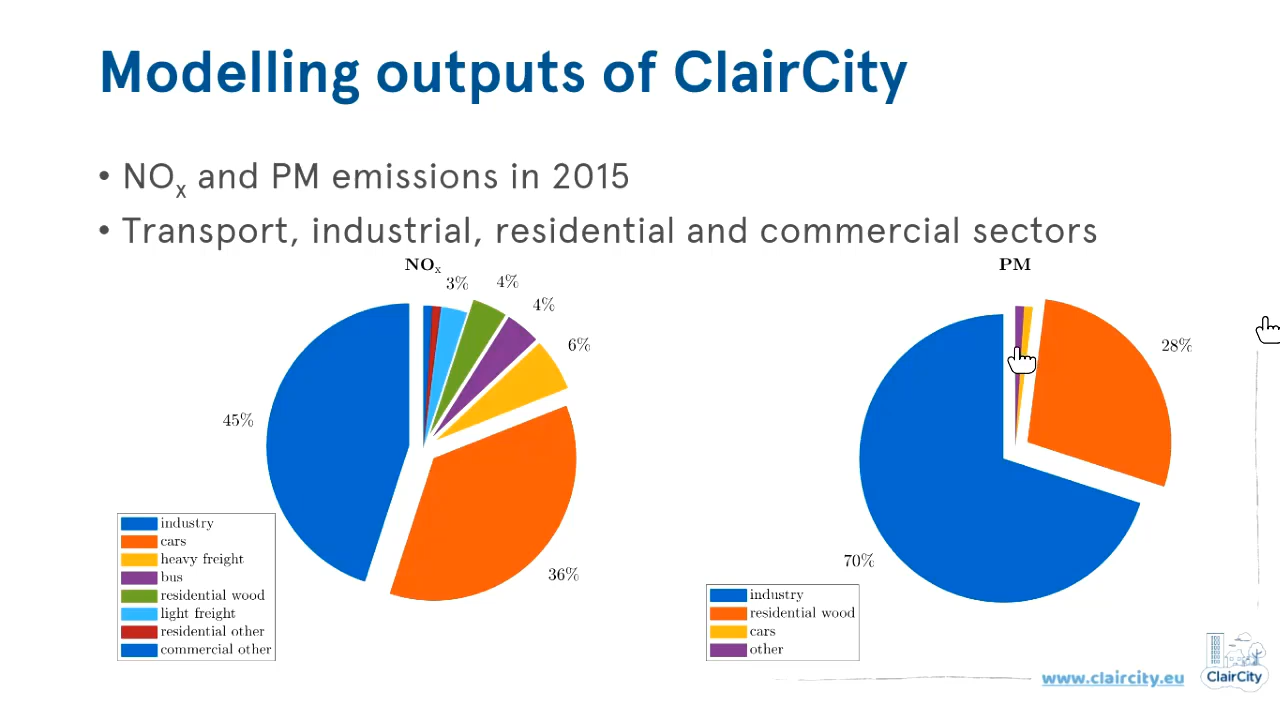 Modelling outputs of ClairCity
• NOx and PM emissions in 2015
• Transport, industrial, residential and commercial sectors
NOx
3%
4%
4%
6%
45%
36%
industry
cars
heavy freight
bus
residential wood
light freight
residential other
commercial other
PM
28%
70%
industry
residential wood
cars
other
www.claircity.eu
ClairCity